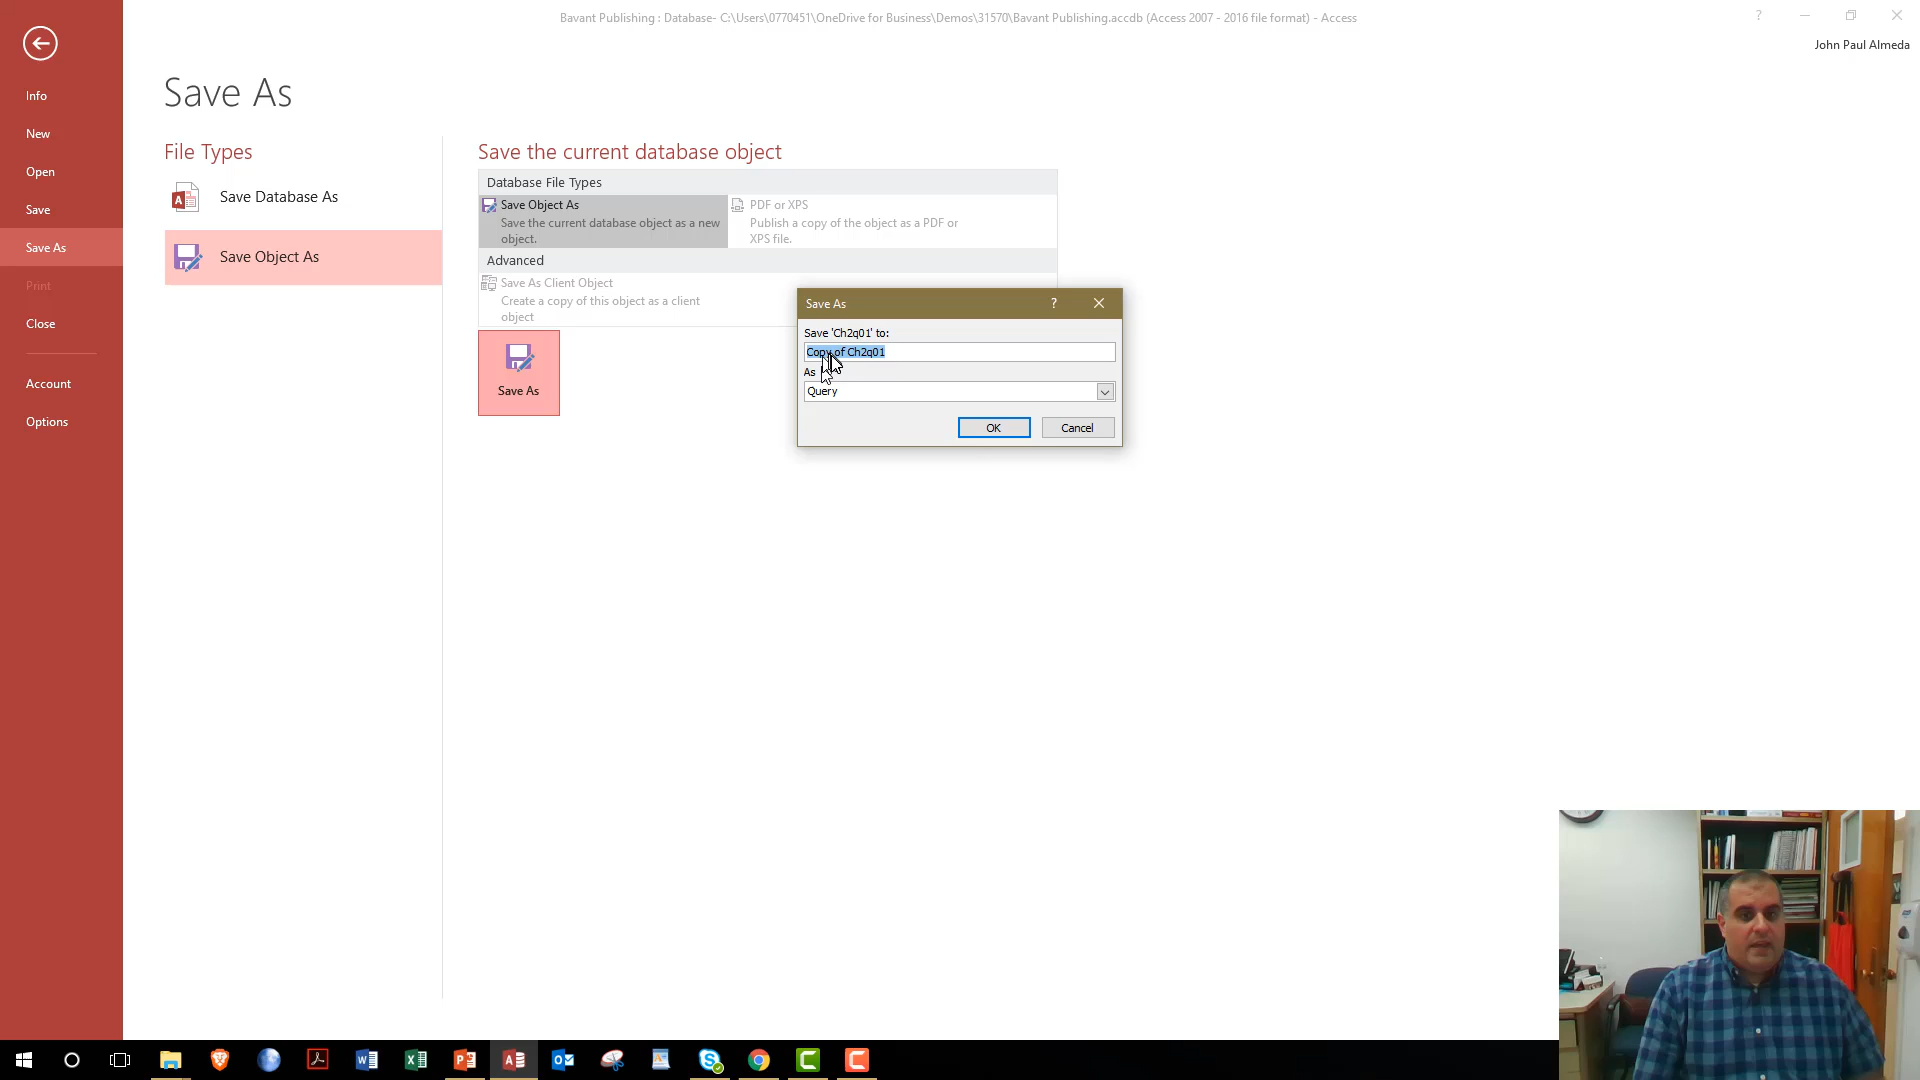 Bavant Publishing : Database- C:\Users\0770451\OneDrive for Business\Demos\31570\Bavant Publishing.accdb (Access 2007 - 2016 file format) - Access
?
John Paul Almeda
Info
New
Open
Save
Save As
Print
Close
Account
Options
Save As
File Types
Save Database As
Save Object As
Save the current database object
Database File Types
Save Object As
Save the current database object as a new
object.
PDF or XPS
Publish a copy of the object as a PDF or
XPS file.
Advanced
Save As Client Object
Create a copy of this object as a client
object
Save As
Save As
?
Save 'Ch2q01' to:
Copy of Ch2q01
As
Query
OK
Cancel